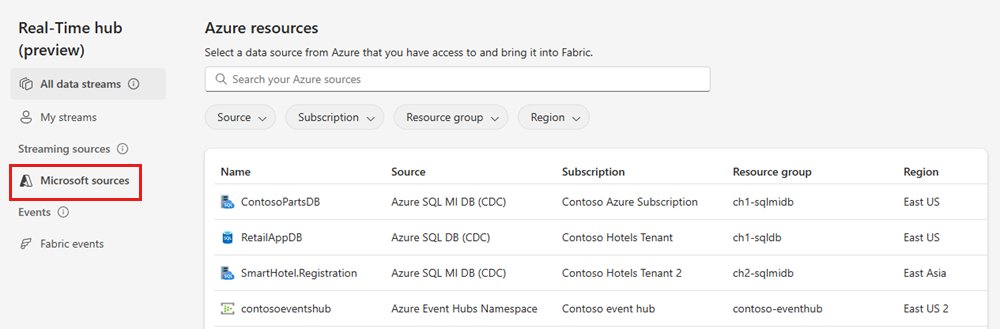 Real-Time hub
(preview)
All data streams
My streams
Streaming sources
Microsoft sources
Events
Fabric events
Azure resources
Select a data source from Azure that you have access to and bring it into Fabric.
Search your Azure sources
Source Subscription Resource group Region
Name Source Subscription Resource group Region
ContosoPartsDB Azure SQL MI DB (CDC) Contoso Azure Subscription ch1-sqlmidb East US
RetailAppDB Azure SQL DB (CDC) Contoso Hotels Tenant ch1-sqldb East US
SmartHotel.Registration Azure SQL MI DB (CDC) Contoso Hotels Tenant 2 ch2-sqlmidb East Asia
contosoeventshub Azure Event Hubs Namespace Contoso event hub contoso-eventhub East US 2